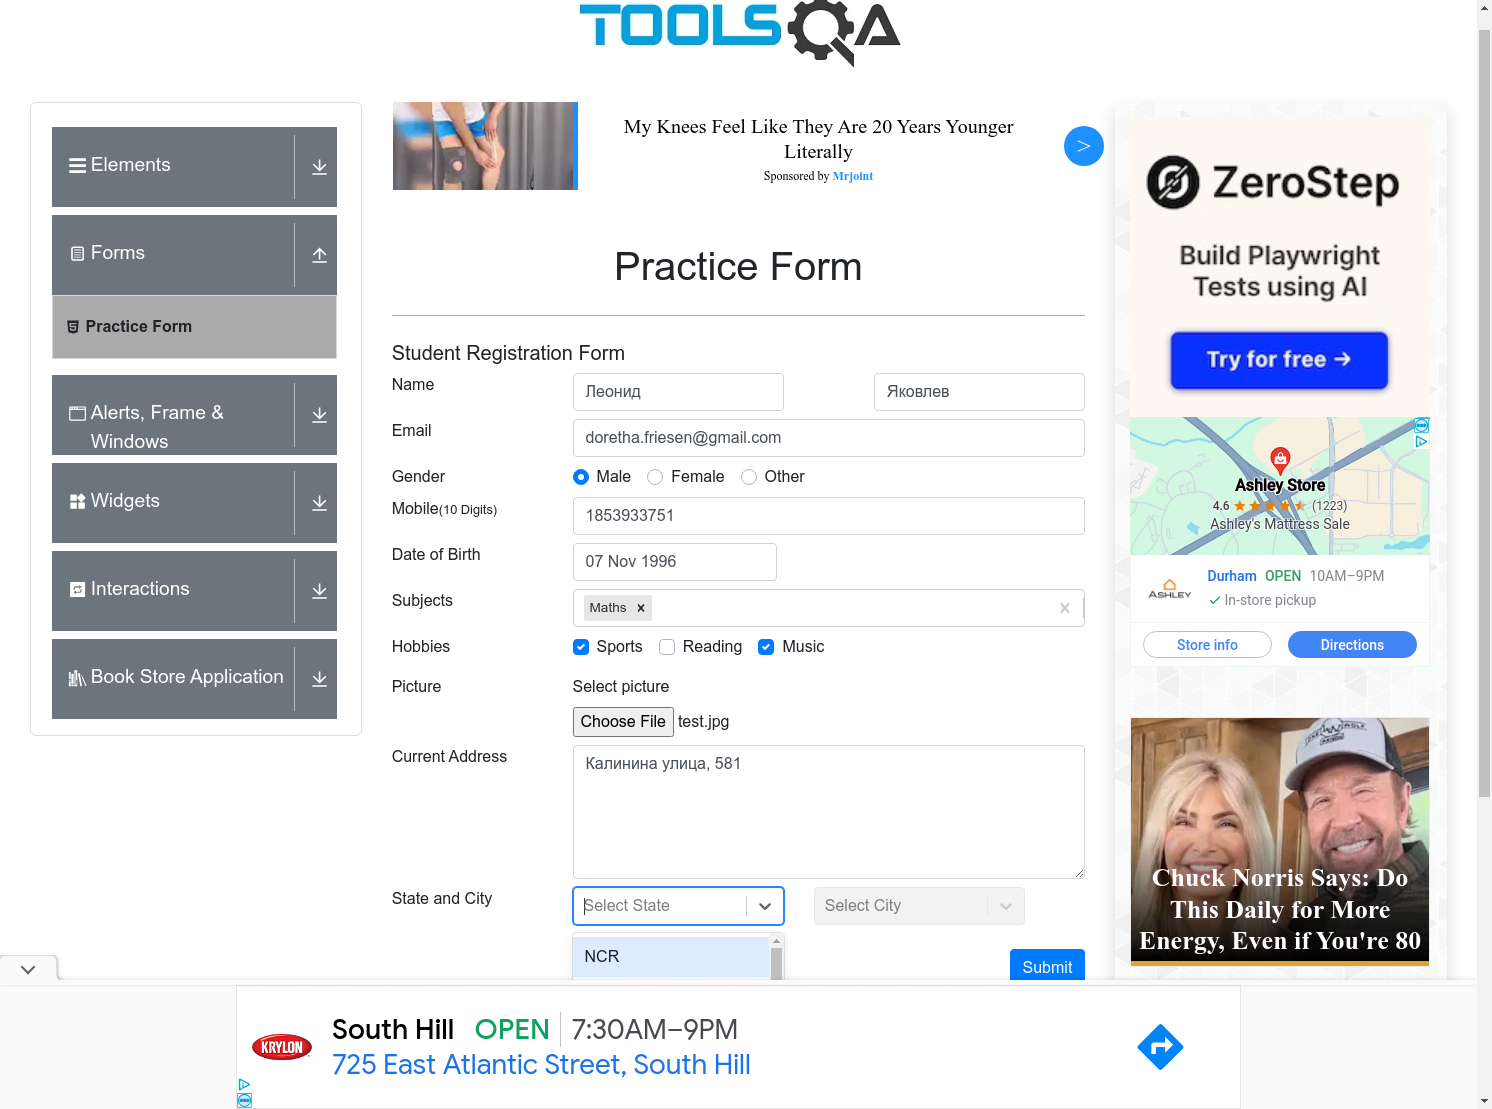 TOOLSQA
Elements
Forms
Practice Form
Alerts, Frame &
Windows
Widgets
Interactions
Book Store Application
My Knees Feel Like They Are 20 Years Younger
Literally
Sponsored by Mrjoint
>
Practice Form
Student Registration Form
Name
Леонид
Яковлев
Email
doretha.friesen@gmail.com
Gender
Male
Female
Other
Mobile(10 Digits)
1853933751
Date of Birth
07 Nov 1996
Subjects
Maths
Hobbies
Sports
Reading
Music
Picture
Select picture
Choose File test.jpg
Current Address
Калинина улица, 581
State and City
Select State
Select City
NCR
Submit
ZeroStep
Build Playwright
Tests using AI
Try for free →
Ashley Store
4.6 (1223)
Ashley's Mattress Sale
ASHLEY
Durham OPEN 10AM–9PM
In-store pickup
Store info
Directions
Chuck Norris Says: Do
This Daily for More
Energy, Even if You're 80
KRYLON
South Hill OPEN 7:30AM–9PM
725 East Atlantic Street, South Hill